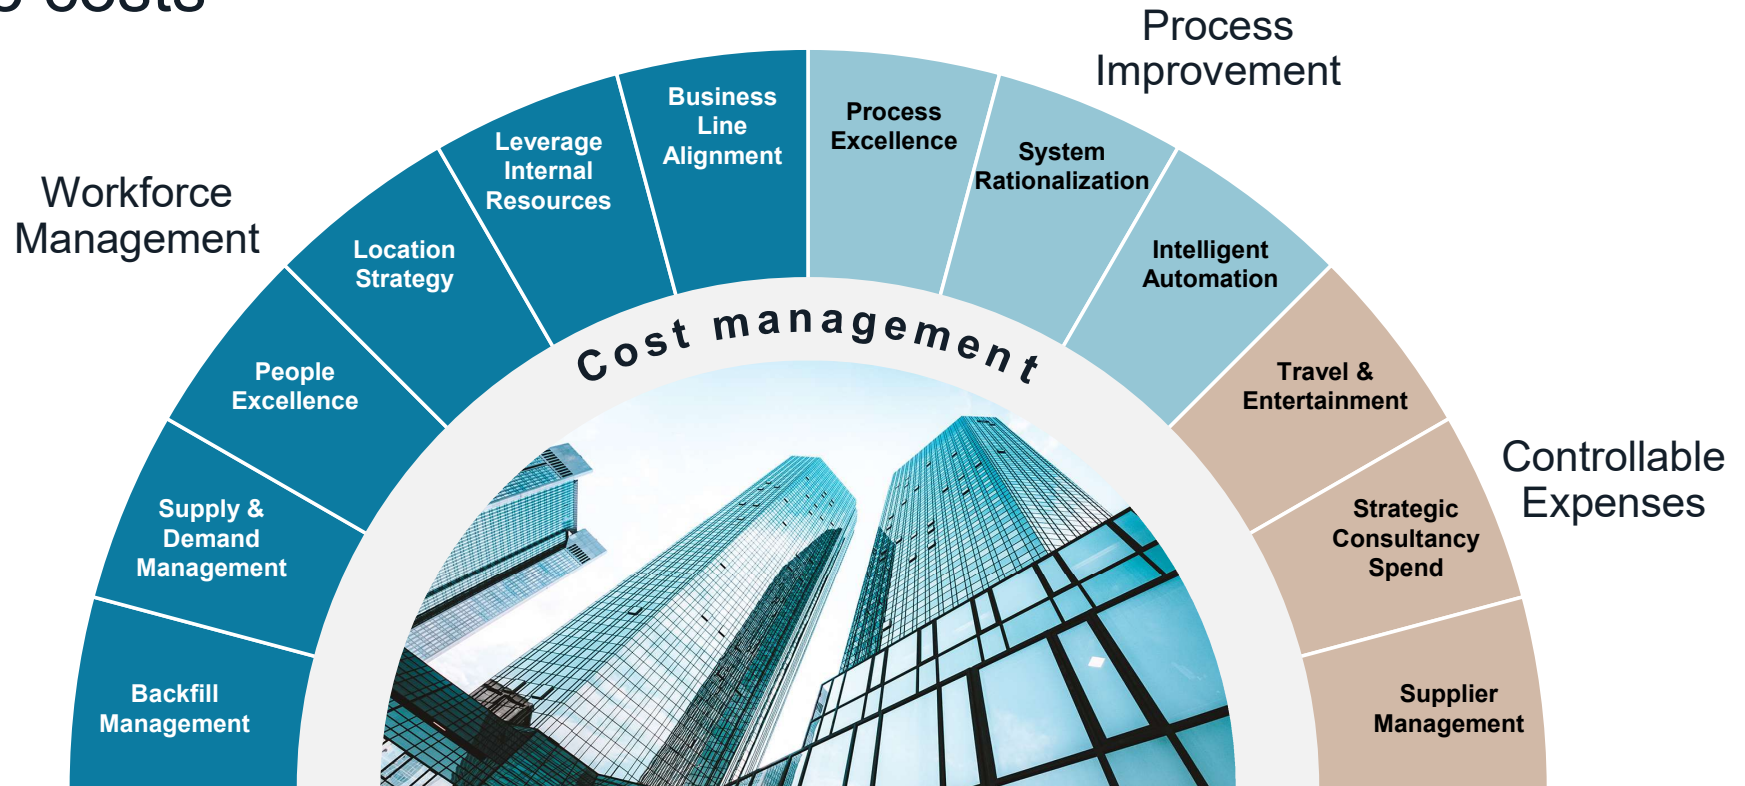 costs
Process
Improvement
Workforce
Management
Controllable
Expenses
Backfill
Management
Supply &
Demand
Management
People
Excellence
Location
Strategy
Leverage
Internal
Resources
Business
Line
Alignment
Process
Excellence
System
Rationalization
Intelligent
Automation
Travel &
Entertainment
Strategic
Consultancy
Spend
Supplier
Management
Cost management